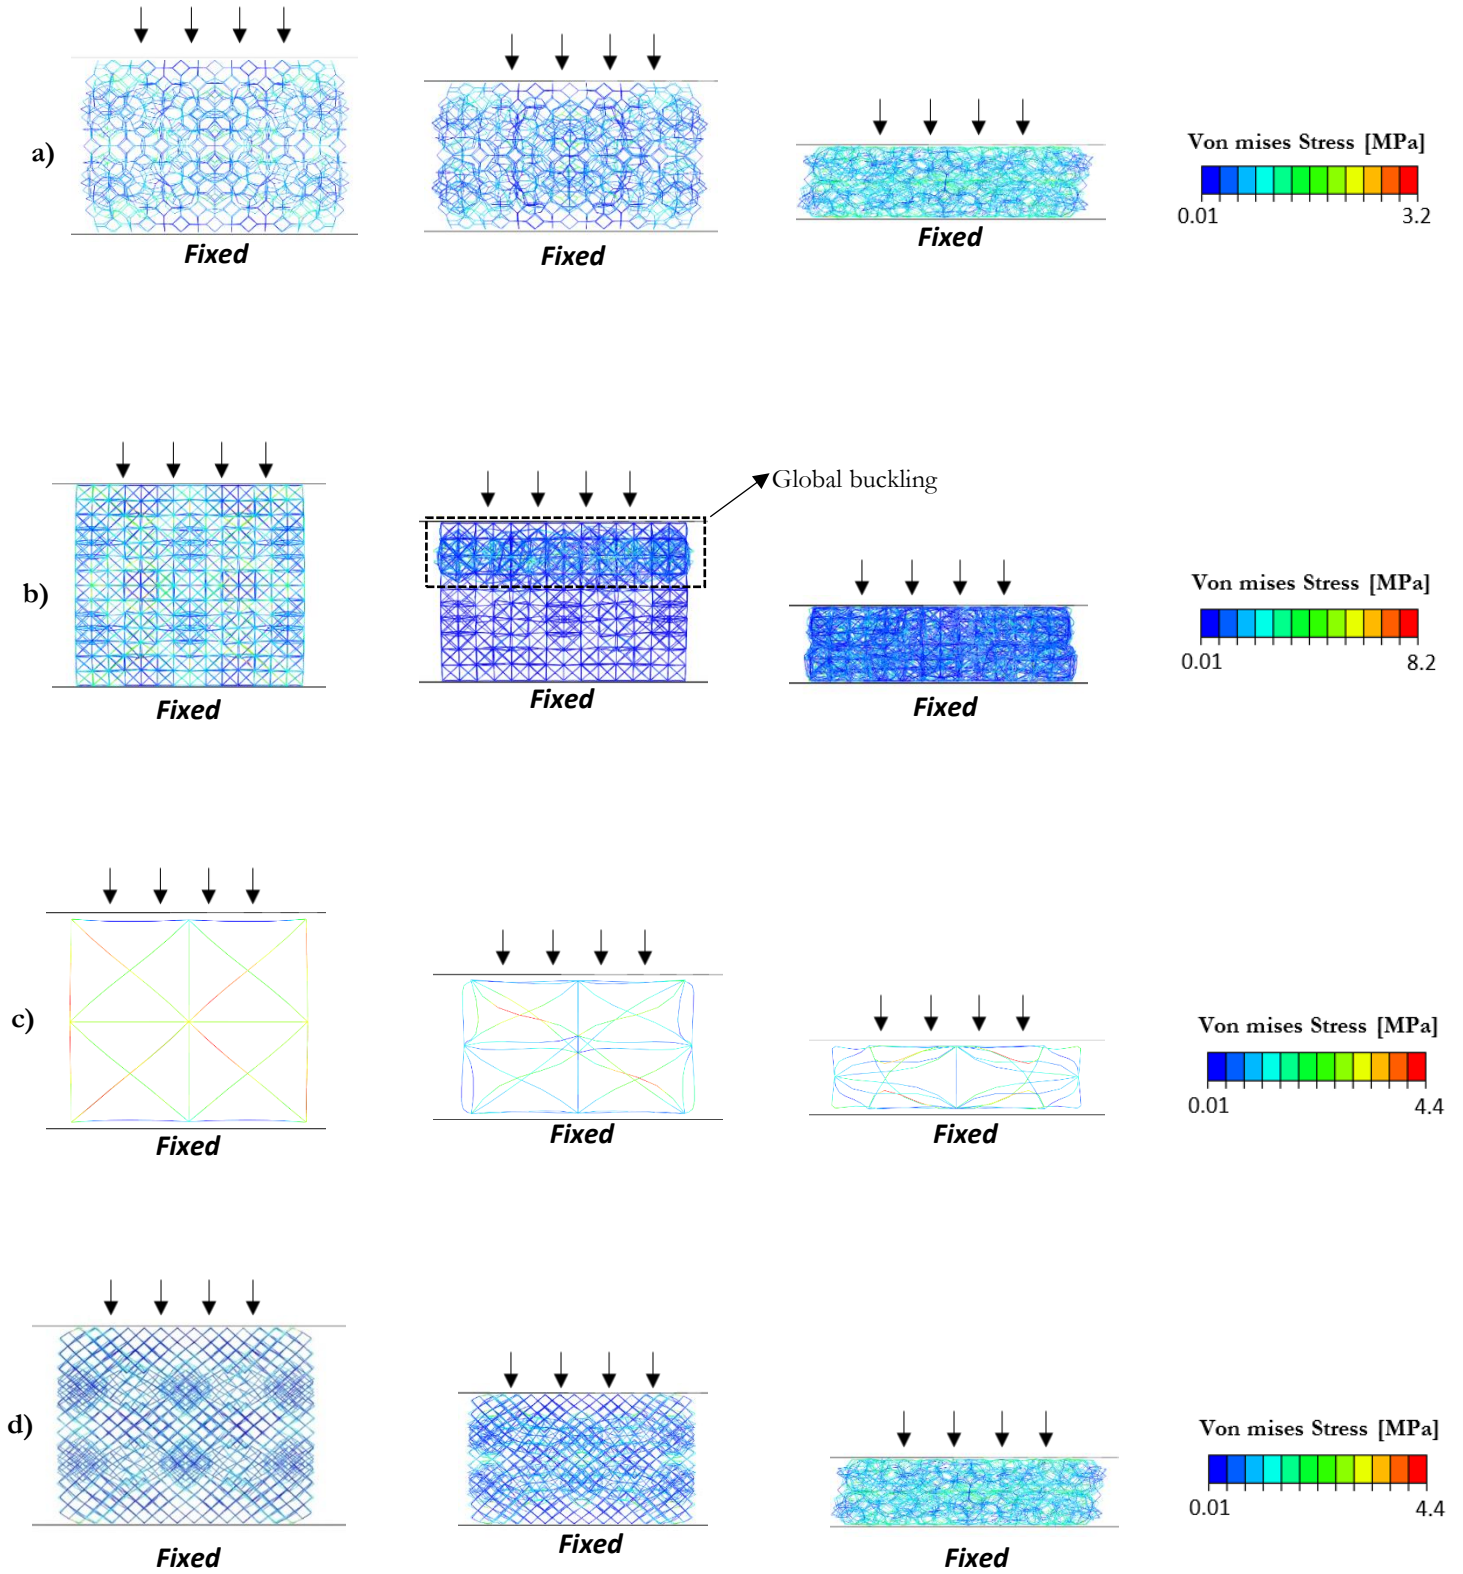 a)
Fixed
Fixed
Fixed
Von mises Stress [MPa]
0.01 3.2
Global buckling
b)
Fixed
Fixed
Fixed
Von mises Stress [MPa]
0.01 8.2
c)
Fixed
Fixed
Fixed
Von mises Stress [MPa]
0.01 4.4
d)
Fixed
Fixed
Fixed
Von mises Stress [MPa]
0.01 4.4